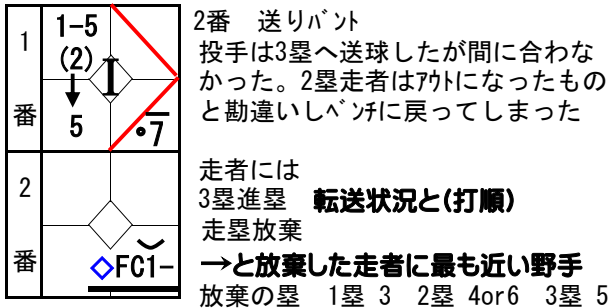 1
番
1-5
(2)
↓
5
I
・7
2
番
◇FC1-
2番　送りﾊﾞﾝﾄ
投手は3塁へ送球したが間に合わな
かった。2塁走者はｱｳﾄになったもの
と勘違いしﾍﾞﾝﾁに戻ってしまった
走者には
3塁進塁　転送状況と(打順)
走塁放棄
→と放棄した走者に最も近い野手
放棄の塁　1塁 3　2塁 4or6　3塁 5